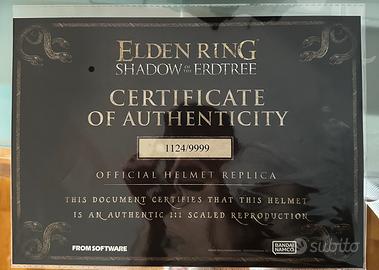 ELDEN RING
SHADOW OF THE ERDTREE
CERTIFICATE
OF AUTHENTICITY
1124/9999
OFFICIAL HELMET REPLICA
THIS DOCUMENT CERTIFIES THAT THIS HELMET
IS AN AUTHENTIC 1:1 SCALED REPRODUCTION
FROMSOFTWARE
BANDAI
NAMCO
subito